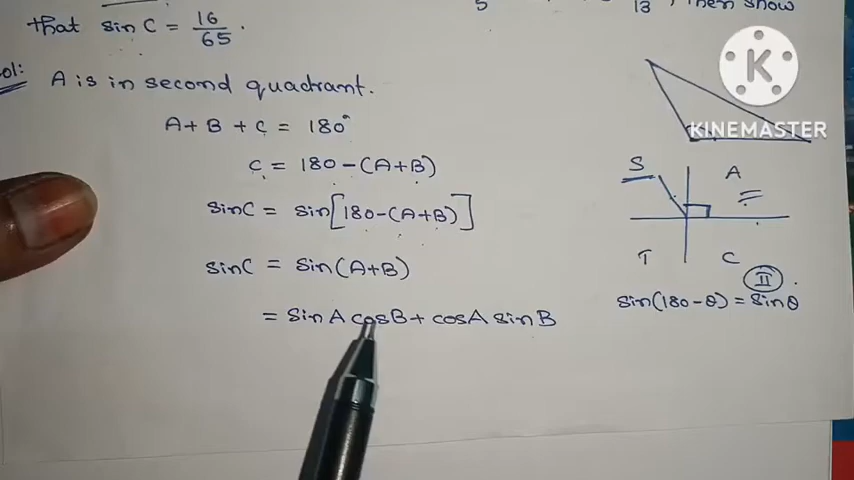 5 13 , Then show
that sin C = 16/65 .
ol: A is in second quadrant.
A+B+C = 180°
C = 180-(A+B)
sinC = sin[180-(A+B)]
sinC = sin(A+B)
= sinA cosB + cosA sinB
K
KINEMASTER
S A
T C
II
sin(180-θ) = sinθ